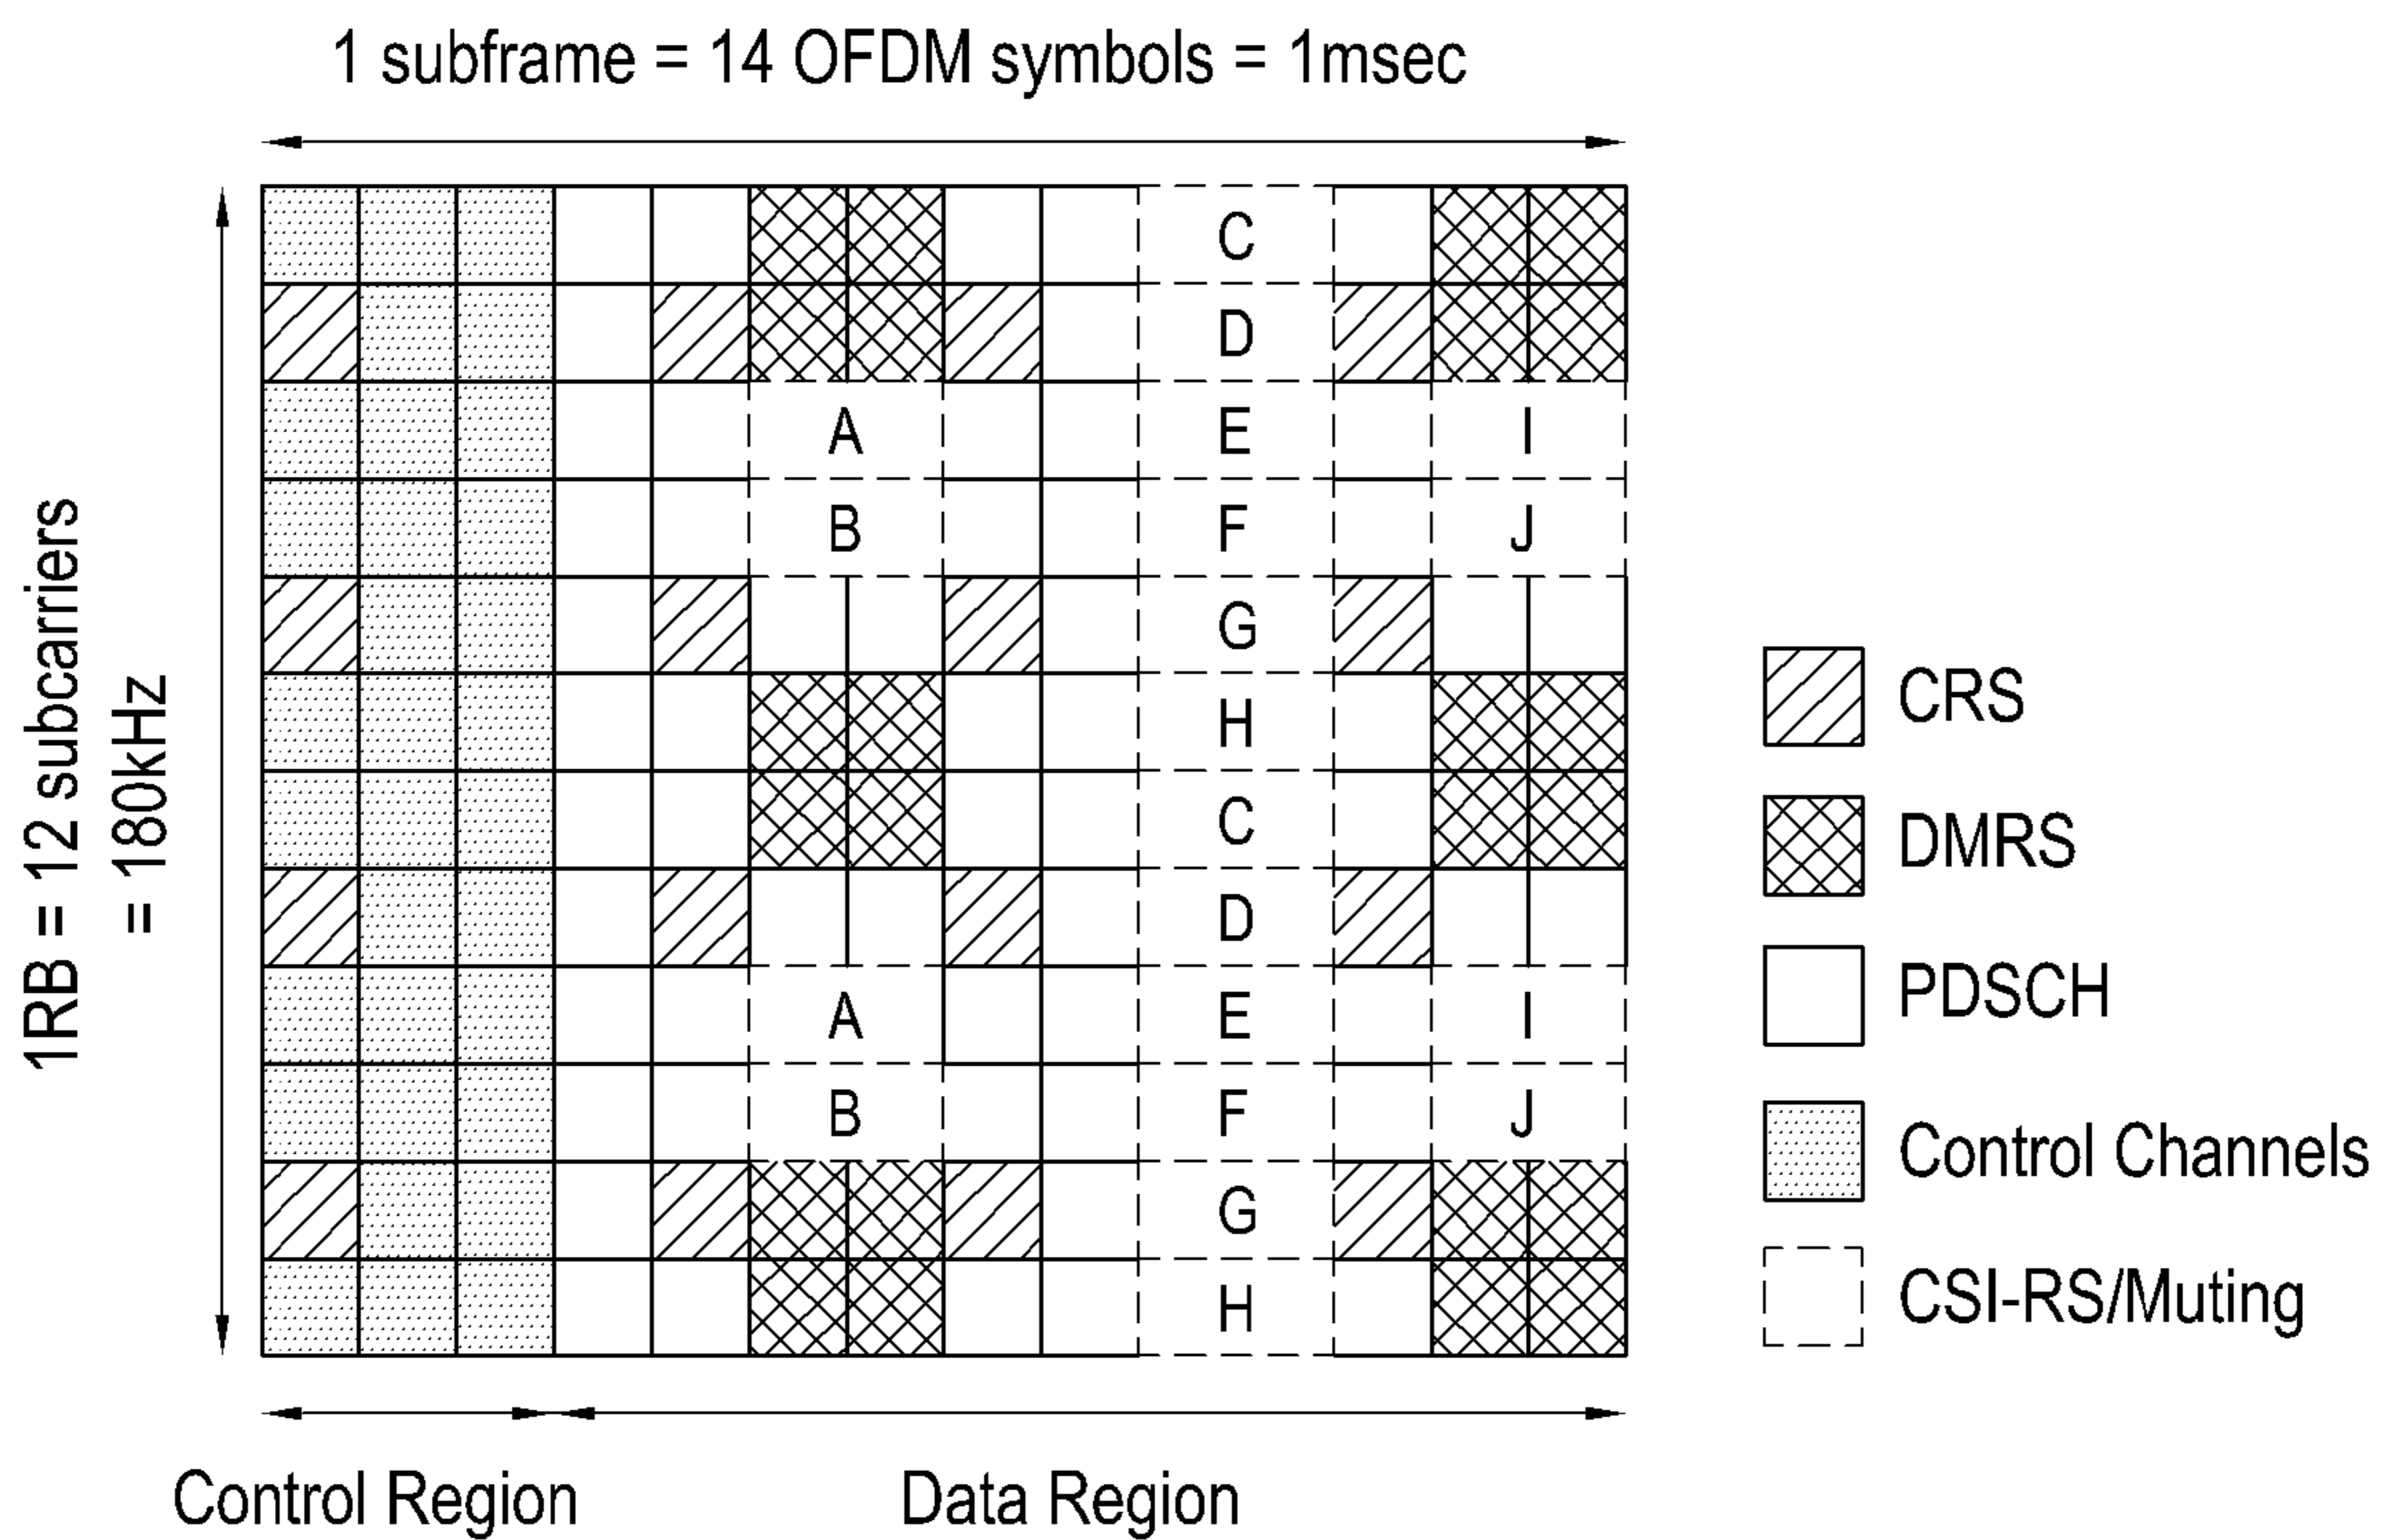 1 subframe = 14 OFDM symbols = 1msec
1RB = 12 subcarriers
= 180kHz
C
D
A E I
B F J
G
H
C
D
A E I
B F J
G
H
CRS
DMRS
PDSCH
Control Channels
CSI-RS/Muting
Control Region Data Region